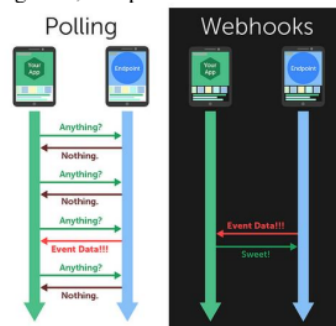 Polling
Your
App
Endpoint
Anything?
Nothing.
Anything?
Nothing.
Anything?
Event Data!!!
Anything?
Nothing.
Webhooks
Your
App
Endpoint
Event Data!!!
Sweet!